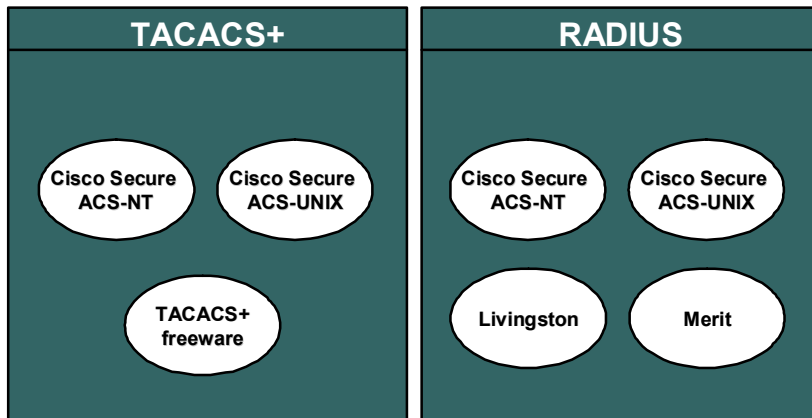 TACACS+
Cisco Secure
ACS-NT
Cisco Secure
ACS-UNIX
TACACS+
freeware
RADIUS
Cisco Secure
ACS-NT
Cisco Secure
ACS-UNIX
Livingston
Merit